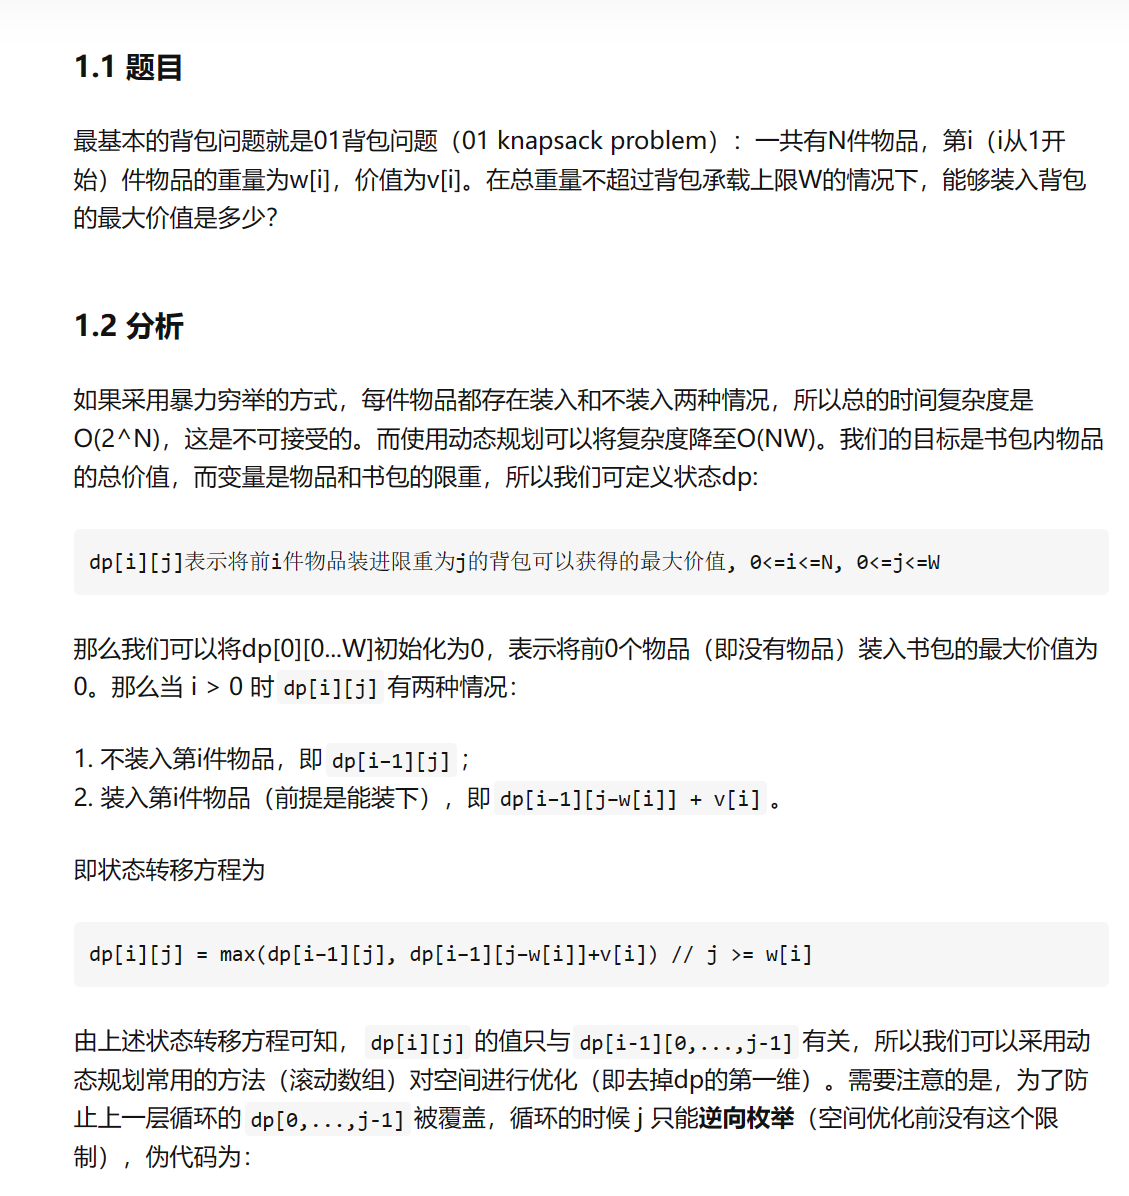 1.1 题目
最基本的背包问题就是01背包问题（01 knapsack problem）：一共有N件物品，第i（i从1开
始）件物品的重量为w[i]，价值为v[i]。在总重量不超过背包承载上限W的情况下，能够装入背包
的最大价值是多少？
1.2 分析
如果采用暴力穷举的方式，每件物品都存在装入和不装入两种情况，所以总的时间复杂度是
O(2^N)，这是不可接受的。而使用动态规划可以将复杂度降至O(NW)。我们的目标是书包内物品
的总价值，而变量是物品和书包的限重，所以我们可定义状态dp:
dp[i][j]表示将前i件物品装进限重为j的背包可以获得的最大价值, 0<=i<=N, 0<=j<=W
那么我们可以将dp[0][0...W]初始化为0，表示将前0个物品（即没有物品）装入书包的最大价值为
0。那么当 i > 0 时 dp[i][j] 有两种情况：
1. 不装入第i件物品，即 dp[i−1][j] ；
2. 装入第i件物品（前提是能装下），即 dp[i−1][j−w[i]] + v[i] 。
即状态转移方程为
dp[i][j] = max(dp[i−1][j], dp[i−1][j−w[i]]+v[i]) // j >= w[i]
由上述状态转移方程可知， dp[i][j] 的值只与 dp[i-1][0,...,j-1] 有关，所以我们可以采用动
态规划常用的方法（滚动数组）对空间进行优化（即去掉dp的第一维）。需要注意的是，为了防
止上一层循环的 dp[0,...,j-1] 被覆盖，循环的时候 j 只能逆向枚举（空间优化前没有这个限
制），伪代码为：